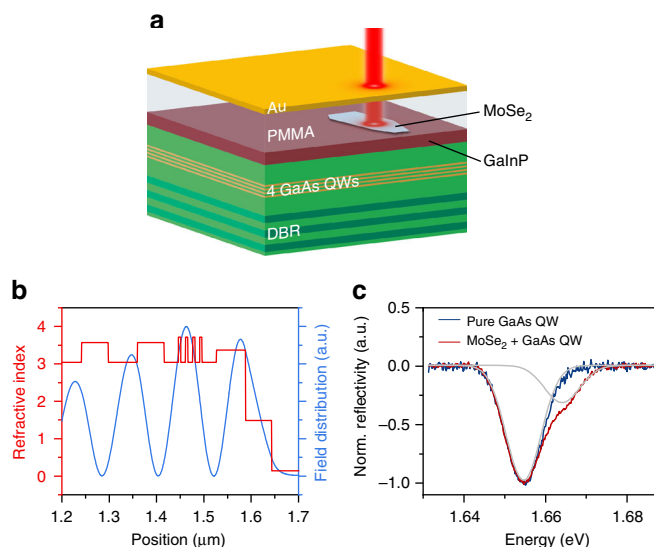 a
Au
PMMA
MoSe₂
GaInP
4 GaAs QWs
DBR
b
Refractive index
4
3
2
1
0
1.2
1.3
1.4
1.5
1.6
1.7
Position (μm)
Field distribution (a.u.)
c
Norm. reflectivity (a.u.)
0.5
0.0
−0.5
−1.0
Pure GaAs QW
MoSe₂ + GaAs QW
1.64
1.66
1.68
Energy (eV)